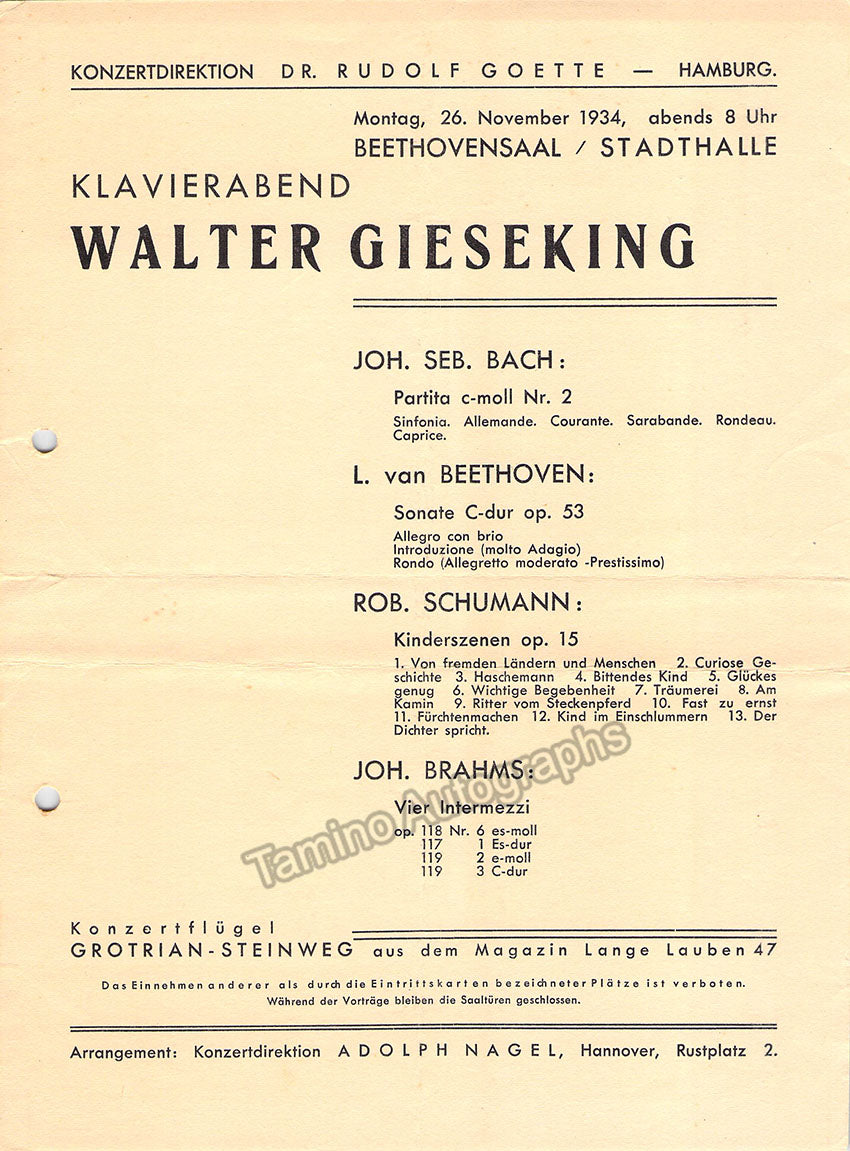 KONZERTDIREKTION DR. RUDOLF GOETTE — HAMBURG.
Montag, 26. November 1934, abends 8 Uhr
BEETHOVENSAAL / STADTHALLE
KLAVIERABEND
WALTER GIESEKING
JOH. SEB. BACH:
Partita c-moll Nr. 2
Sinfonia. Allemande. Courante. Sarabande. Rondeau.
Caprice.
L. van BEETHOVEN:
Sonate C-dur op. 53
Allegro con brio
Introduzione (molto Adagio)
Rondo (Allegretto moderato -Prestissimo)
ROB. SCHUMANN:
Kinderszenen op. 15
1. Von fremden Ländern und Menschen 2. Curiose Ge-
schichte 3. Haschemann 4. Bittendes Kind 5. Glückes
genug 6. Wichtige Begebenheit 7. Träumerei 8. Am
Kamin 9. Ritter vom Steckenpferd 10. Fast zu ernst
11. Fürchtenmachen 12. Kind im Einschlummern 13. Der
Dichter spricht.
JOH. BRAHMS:
Vier Intermezzi
op. 118 Nr. 6 es-moll
117 1 Es-dur
119 2 e-moll
119 3 C-dur
Tamino Autographs
Konzertflügel
GROTRIAN-STEINWEG aus dem Magazin Lange Lauben 47
Das Einnehmen anderer als durch die Eintrittskarten bezeichneter Plätze ist verboten.
Während der Vorträge bleiben die Saaltüren geschlossen.
Arrangement: Konzertdirektion ADOLPH NAGEL, Hannover, Rustplatz 2.